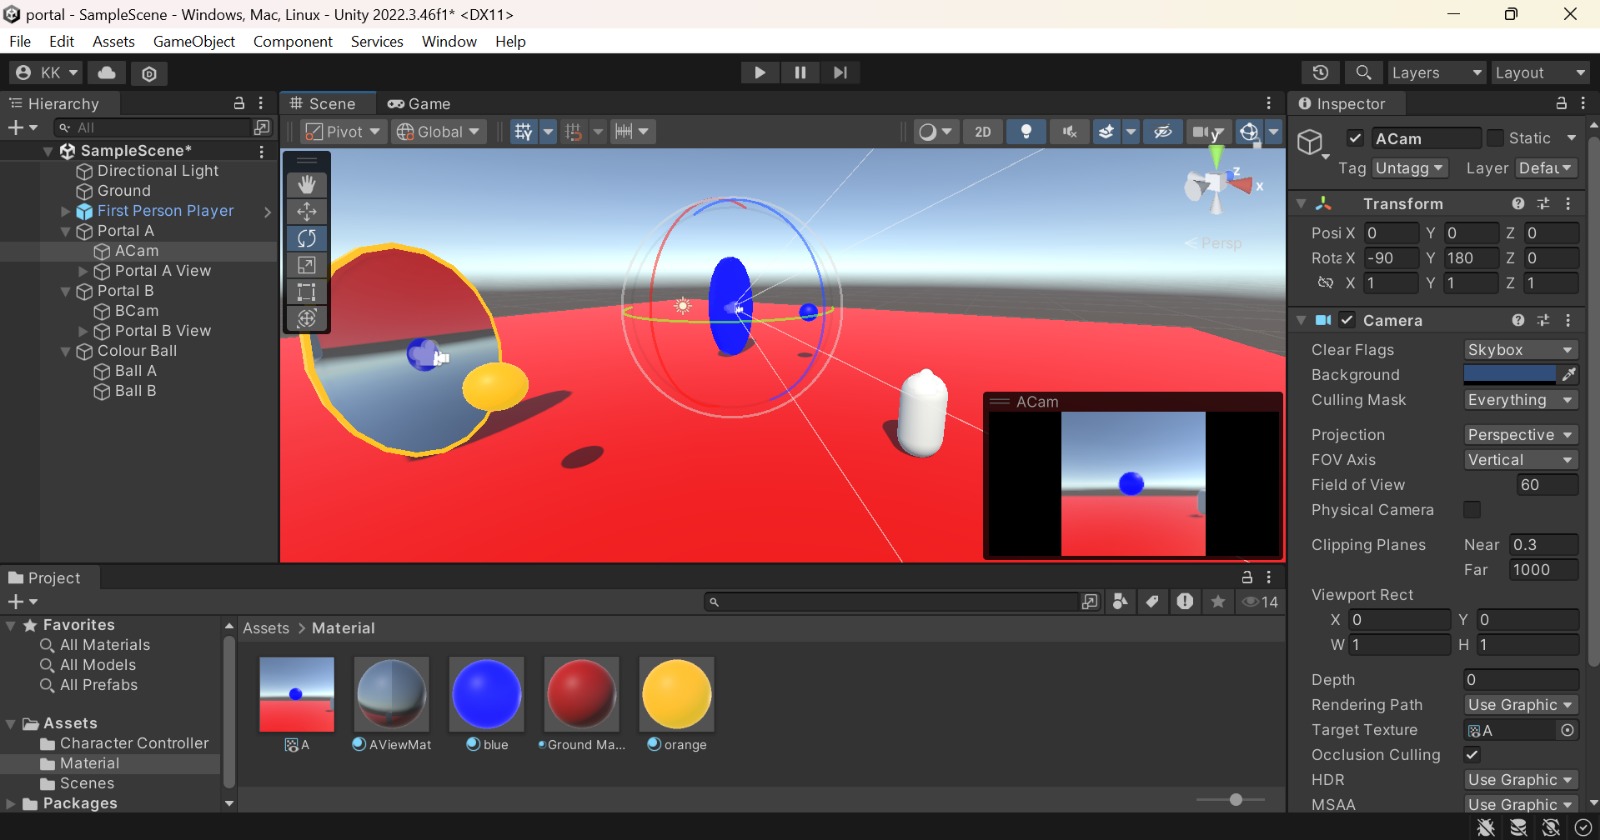 portal - SampleScene - Windows, Mac, Linux - Unity 2022.3.46f1* <DX11>
File Edit Assets GameObject Component Services Window Help
KK
Layers Layout
Hierarchy
All
SampleScene*
Directional Light
Ground
First Person Player
Portal A
ACam
Portal A View
Portal B
BCam
Portal B View
Colour Ball
Ball A
Ball B
Scene Game
Pivot Global 2D
y
z
x
Persp
ACam
Inspector
ACam Static
Tag Untagg Layer Defau
Transform
Posi X 0 Y 0 Z 0
Rota X -90 Y 180 Z 0
X 1 Y 1 Z 1
Camera
Clear Flags Skybox
Background
Culling Mask Everything
Projection Perspective
FOV Axis Vertical
Field of View 60
Physical Camera
Clipping Planes Near 0.3
Far 1000
Viewport Rect
X 0 Y 0
W 1 H 1
Depth 0
Rendering Path Use Graphic
Target Texture A
Occlusion Culling
HDR Use Graphic
MSAA Use Graphic
Project
14
Favorites
All Materials
All Models
All Prefabs
Assets
Character Controller
Material
Scenes
Packages
Assets > Material
A AViewMat blue Ground Ma... orange